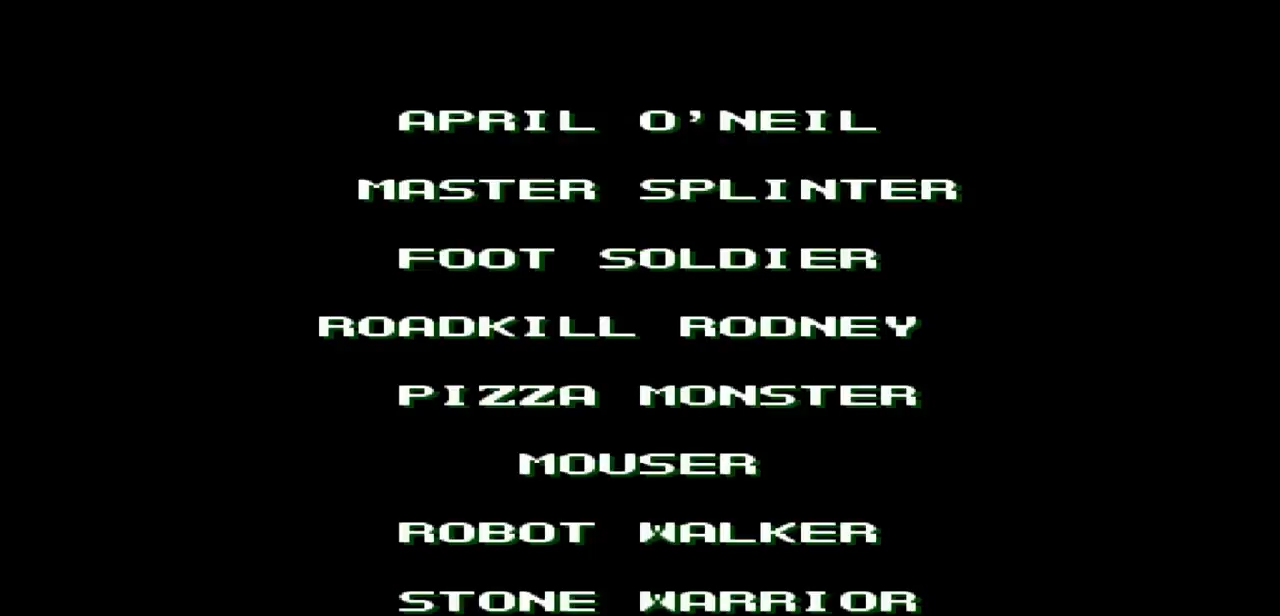 APRIL O'NEIL
MASTER SPLINTER
FOOT SOLDIER
ROADKILL RODNEY
PIZZA MONSTER
MOUSER
ROBOT WALKER
STONE WARRIOR